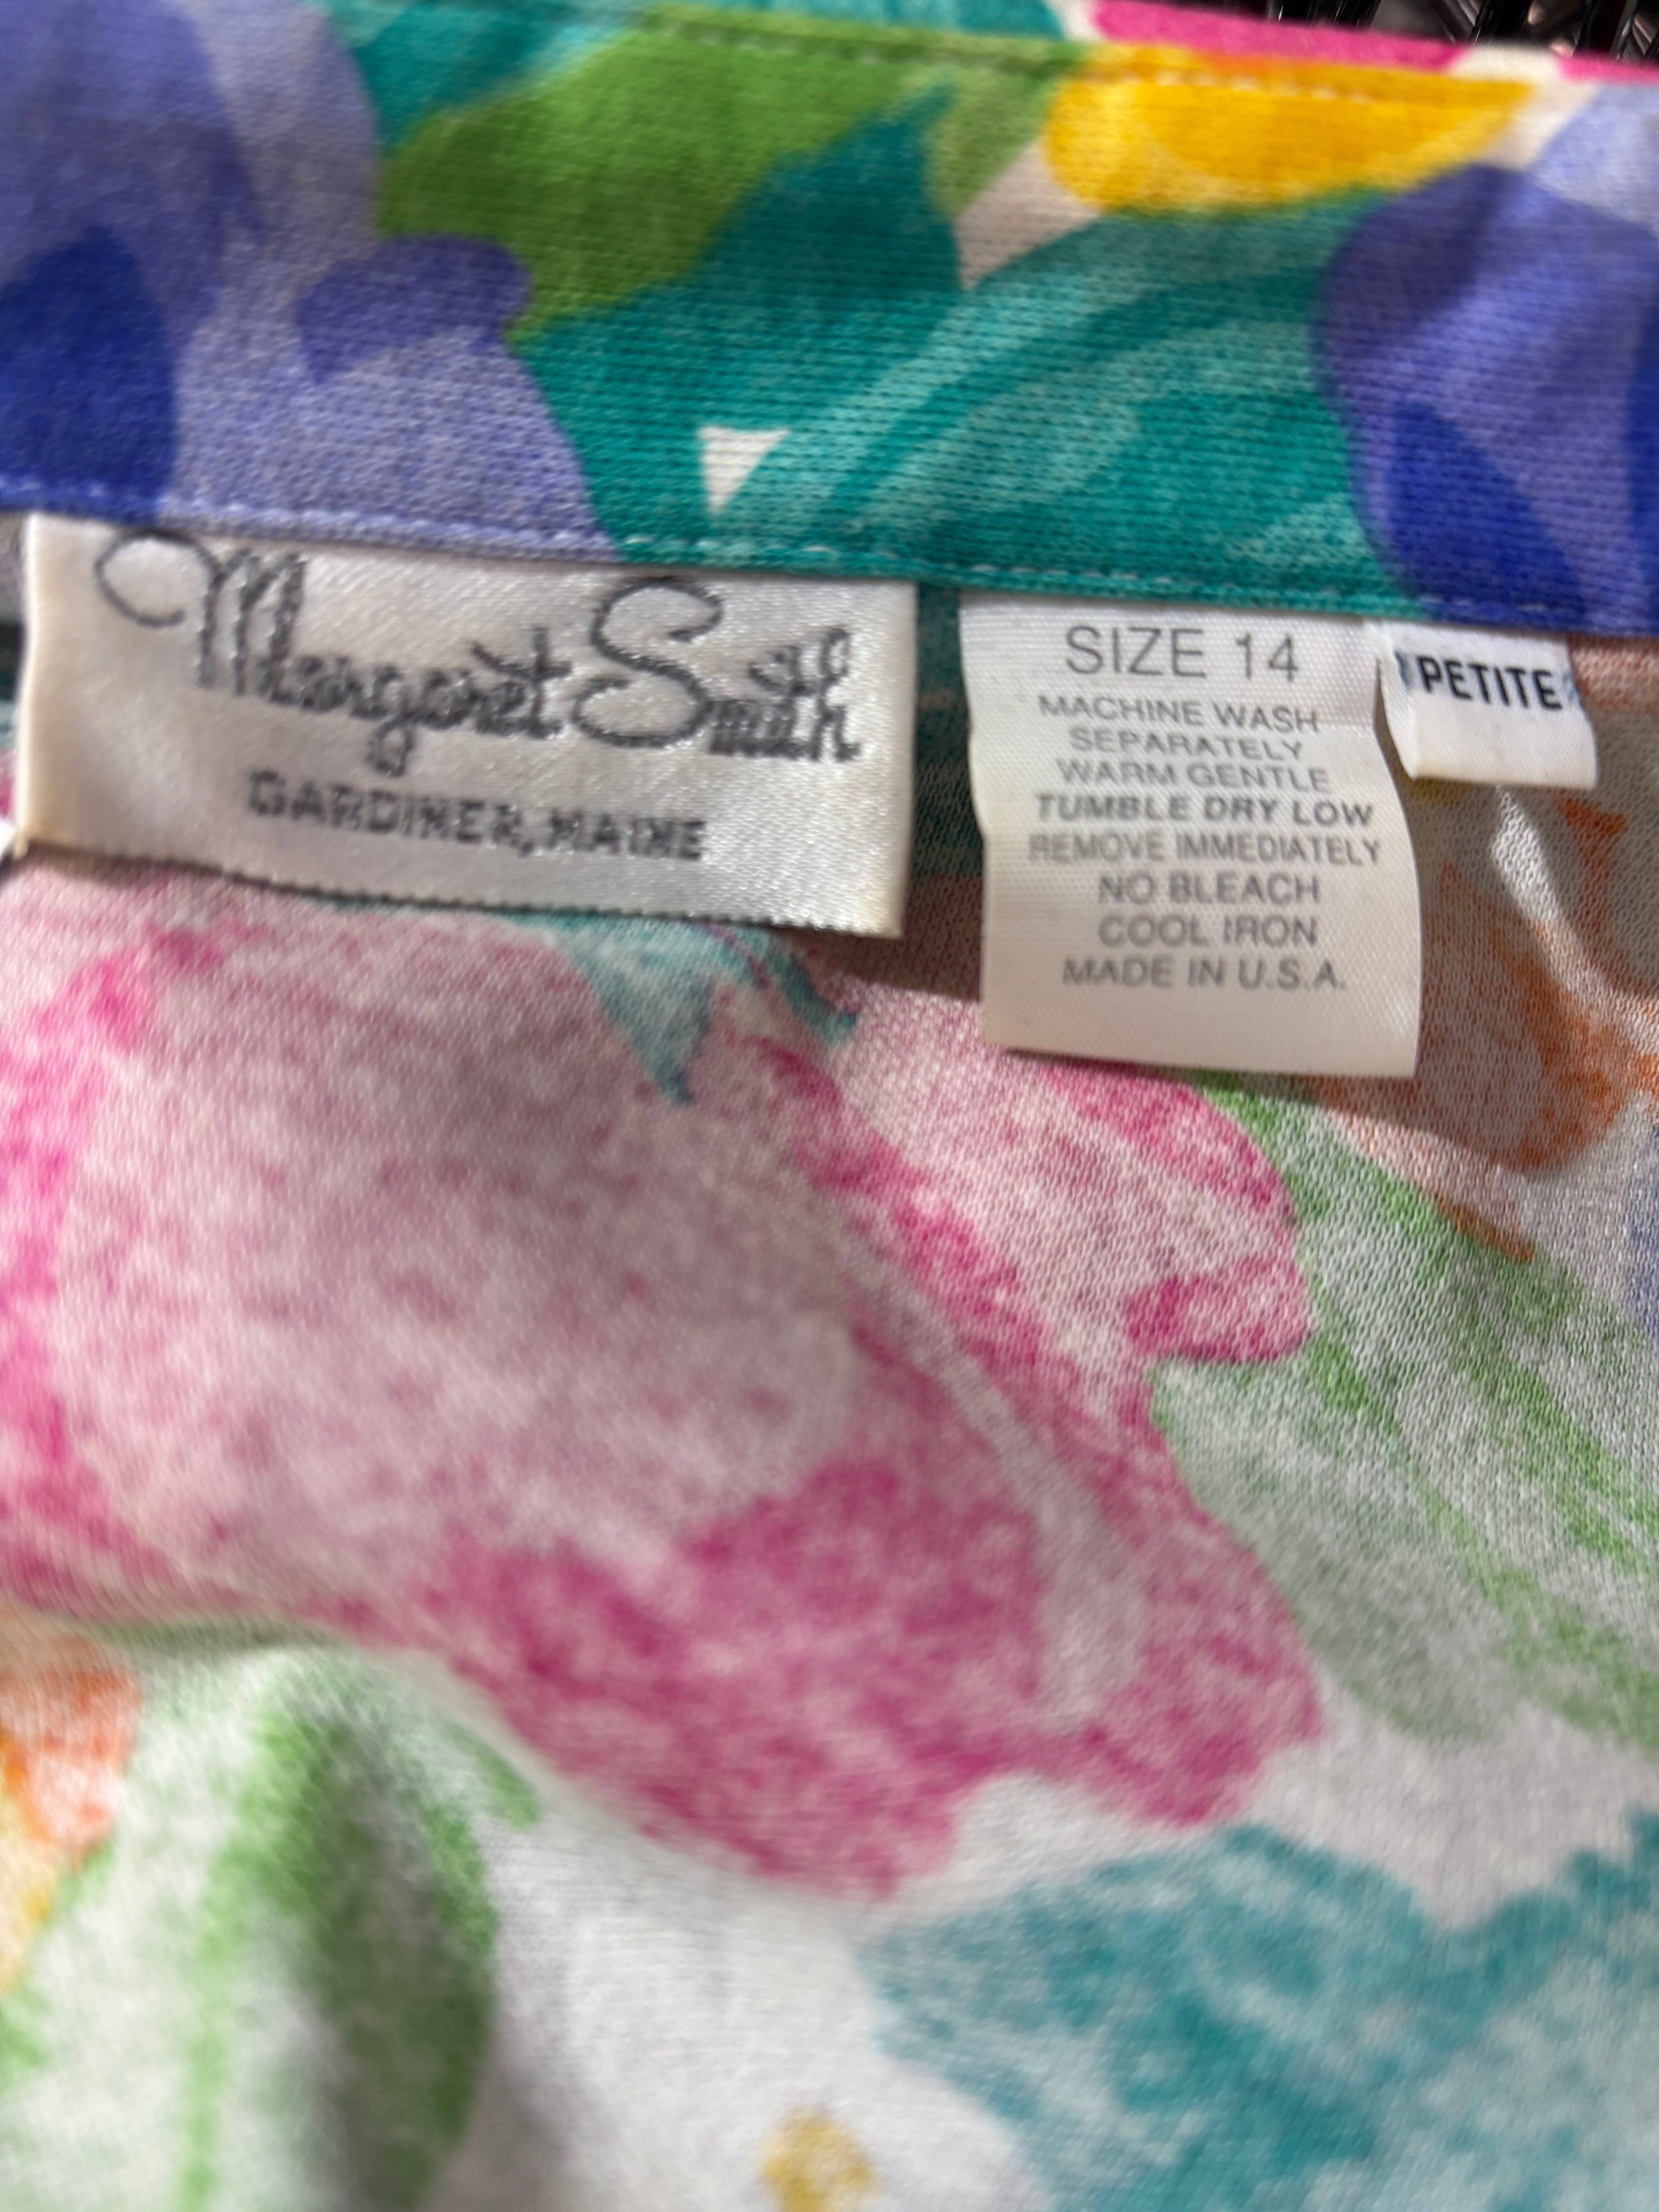 Margaret Smith
GARDINER, MAINE
SIZE 14
MACHINE WASH
SEPARATELY
WARM GENTLE
TUMBLE DRY LOW
REMOVE IMMEDIATELY
NO BLEACH
COOL IRON
MADE IN U.S.A.
PETITE